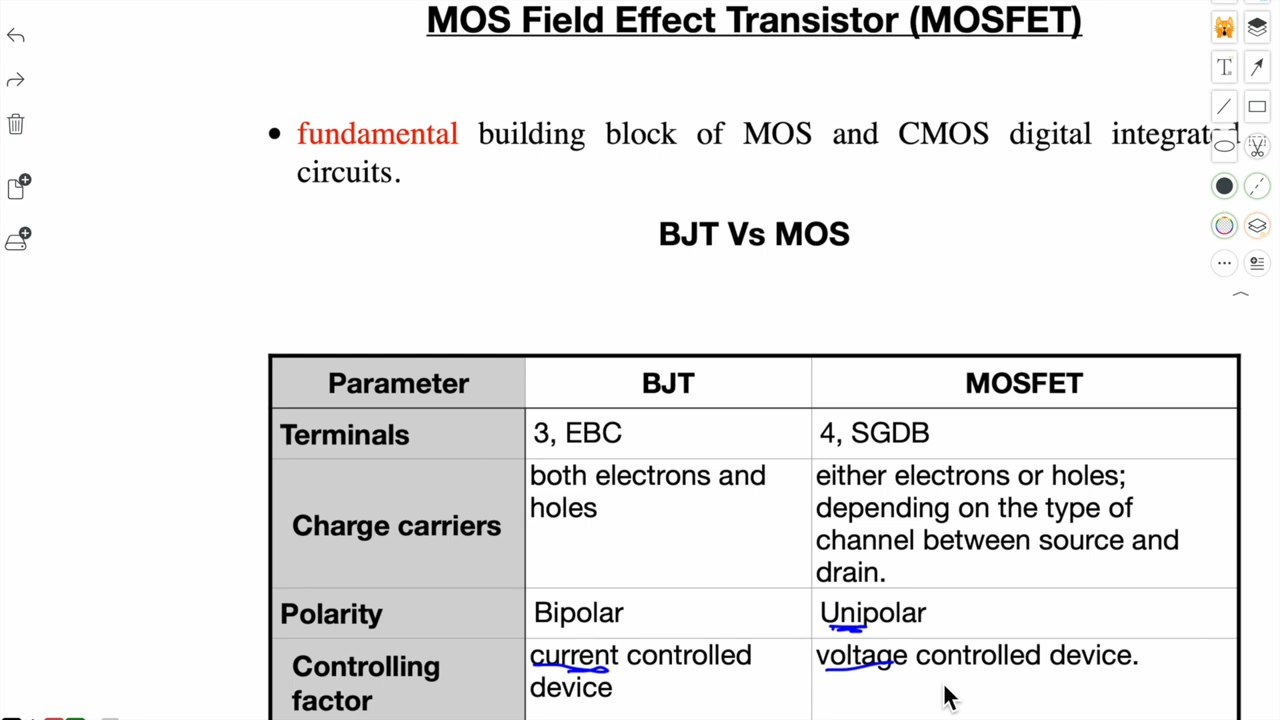 MOS Field Effect Transistor (MOSFET)
• fundamental building block of MOS and CMOS digital integrated
circuits.
BJT Vs MOS
Parameter BJT MOSFET
Terminals 3, EBC 4, SGDB
Charge carriers
both electrons and
holes
either electrons or holes;
depending on the type of
channel between source and
drain.
Polarity Bipolar Unipolar
Controlling
factor
current controlled
device
voltage controlled device.